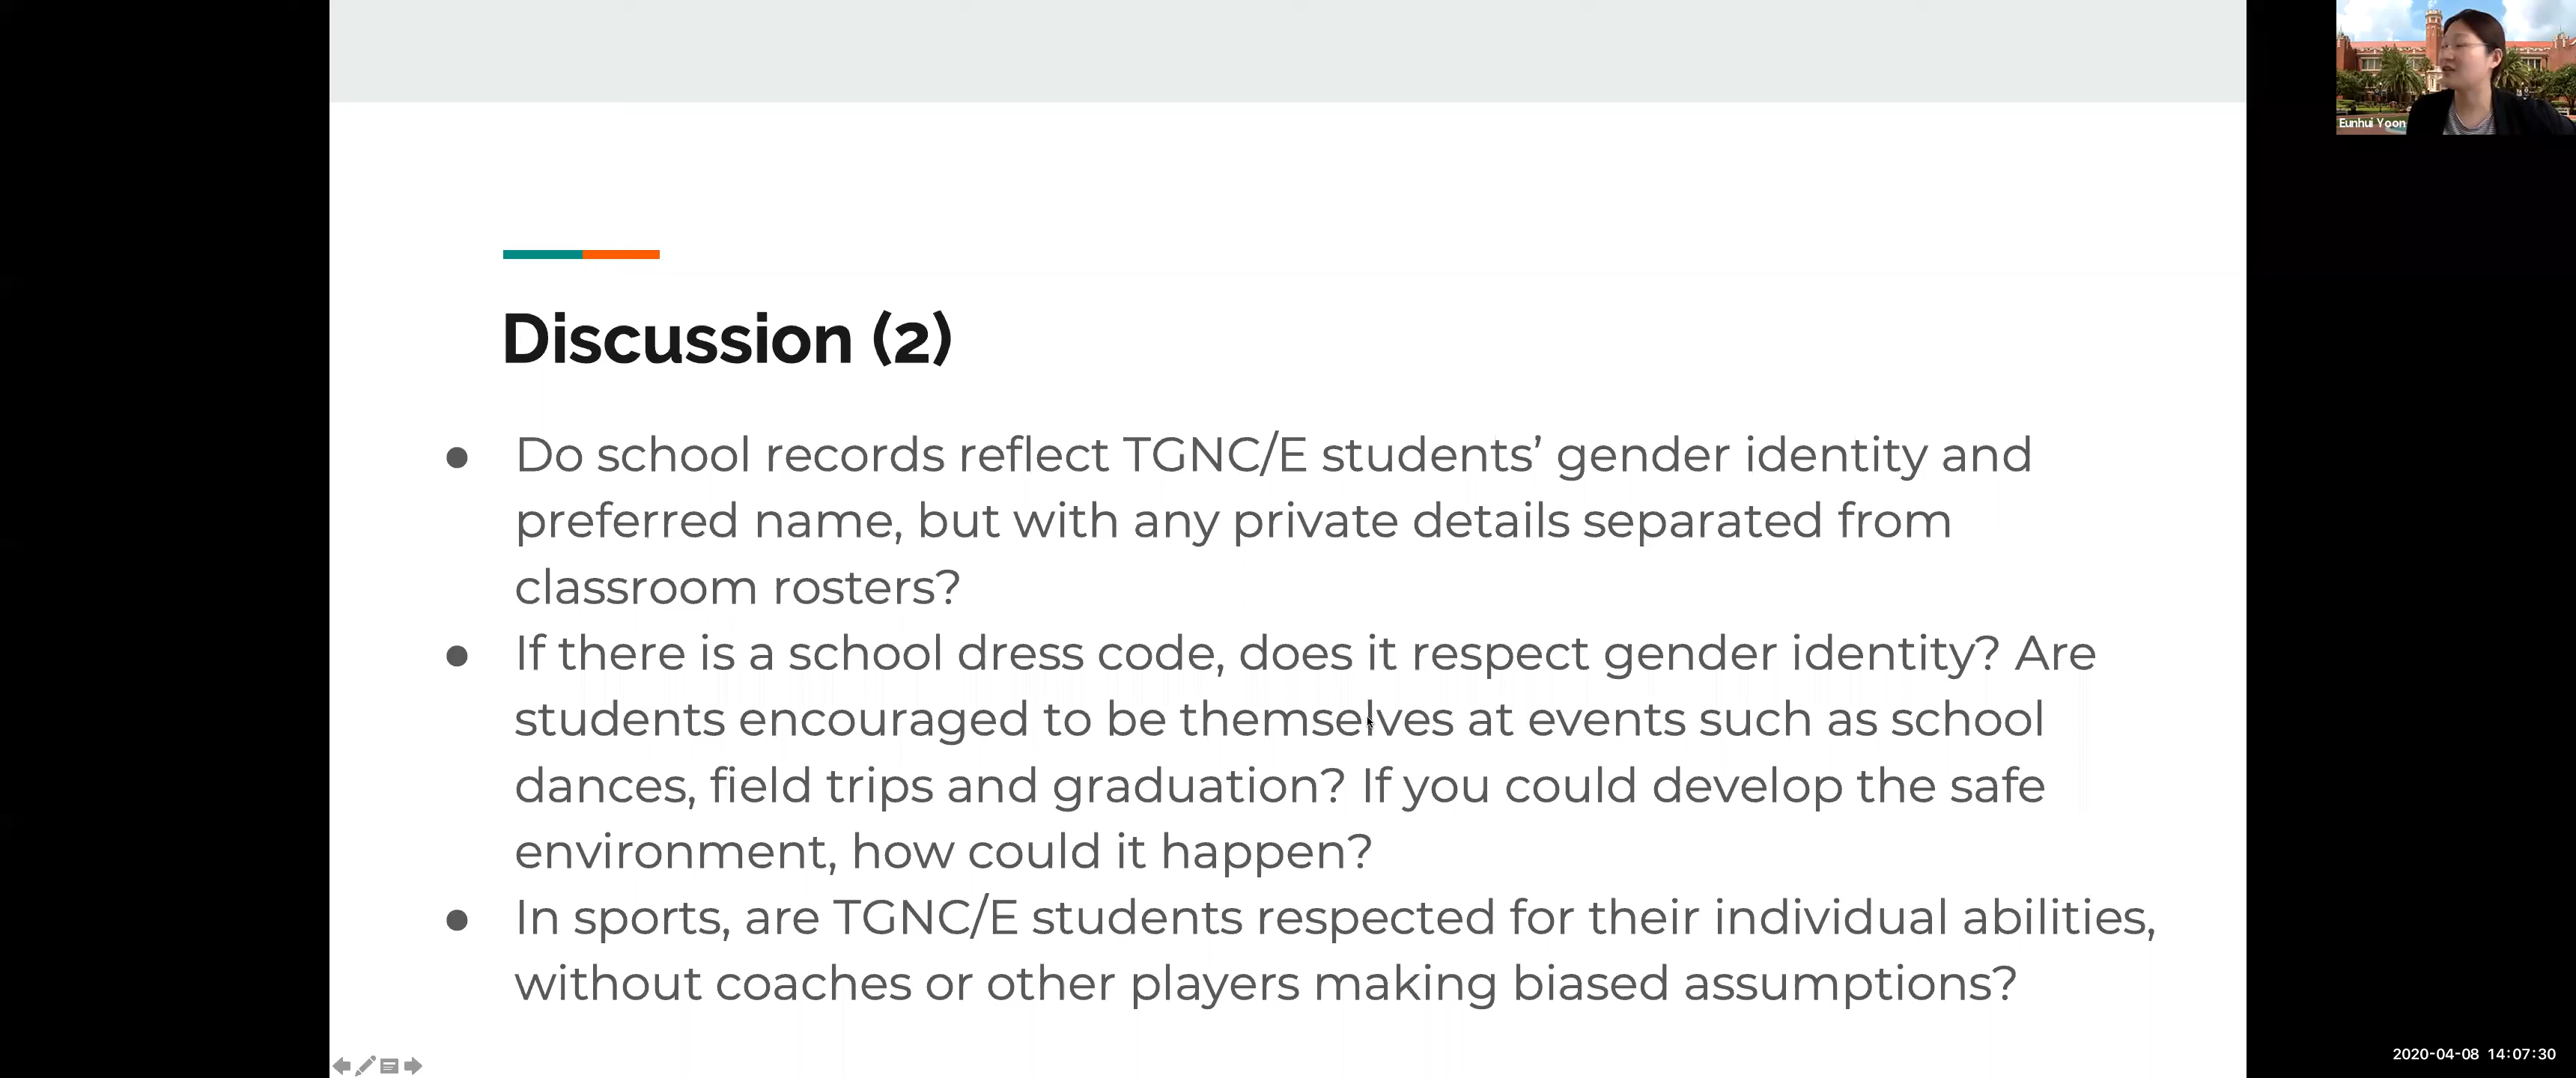 Eunhui Yoon
Discussion (2)
● Do school records reflect TGNC/E students’ gender identity and
preferred name, but with any private details separated from
classroom rosters?
● If there is a school dress code, does it respect gender identity? Are
students encouraged to be themselves at events such as school
dances, field trips and graduation? If you could develop the safe
environment, how could it happen?
● In sports, are TGNC/E students respected for their individual abilities,
without coaches or other players making biased assumptions?
2020-04-08 14:07:30